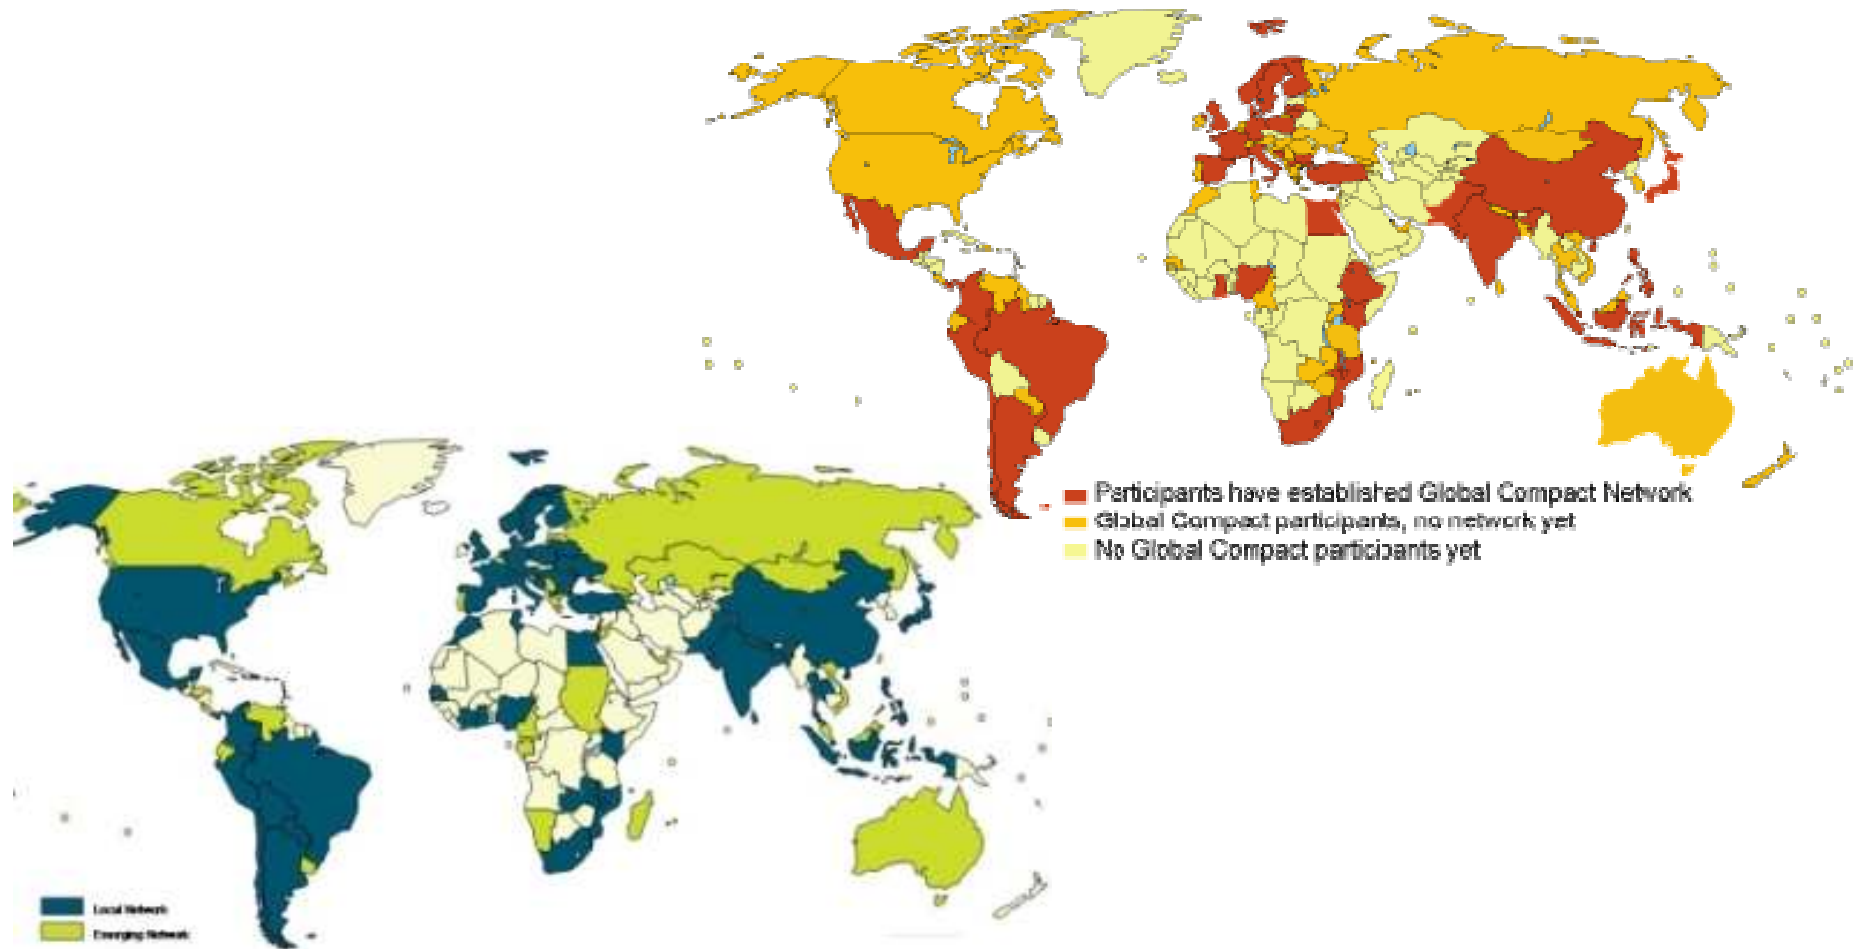 Participants have established Global Compact Network
Global Compact participants, no network yet
No Global Compact participants yet
Local Network
Emerging Network